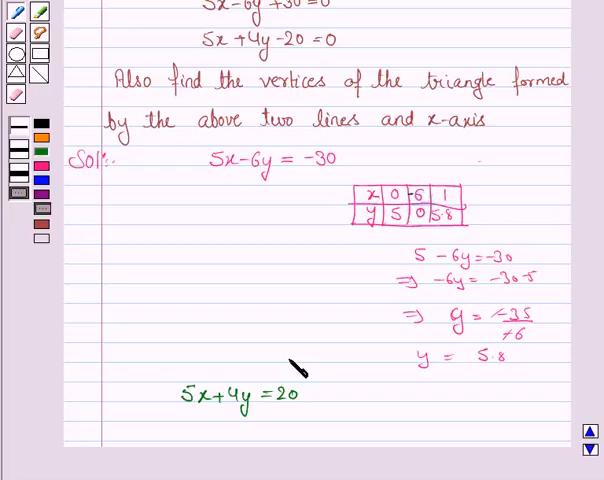 5x-6y+30=0
5x+4y-20=0
Also find the vertices of the triangle formed
by the above two lines and x-axis
Sol:. 5x-6y = -30
x 0 -6 1
y 5 0 5.8
5 -6y = -30
⇒ -6y = -30-5
⇒ y = -35/-6
y = 5.8
5x+4y = 20